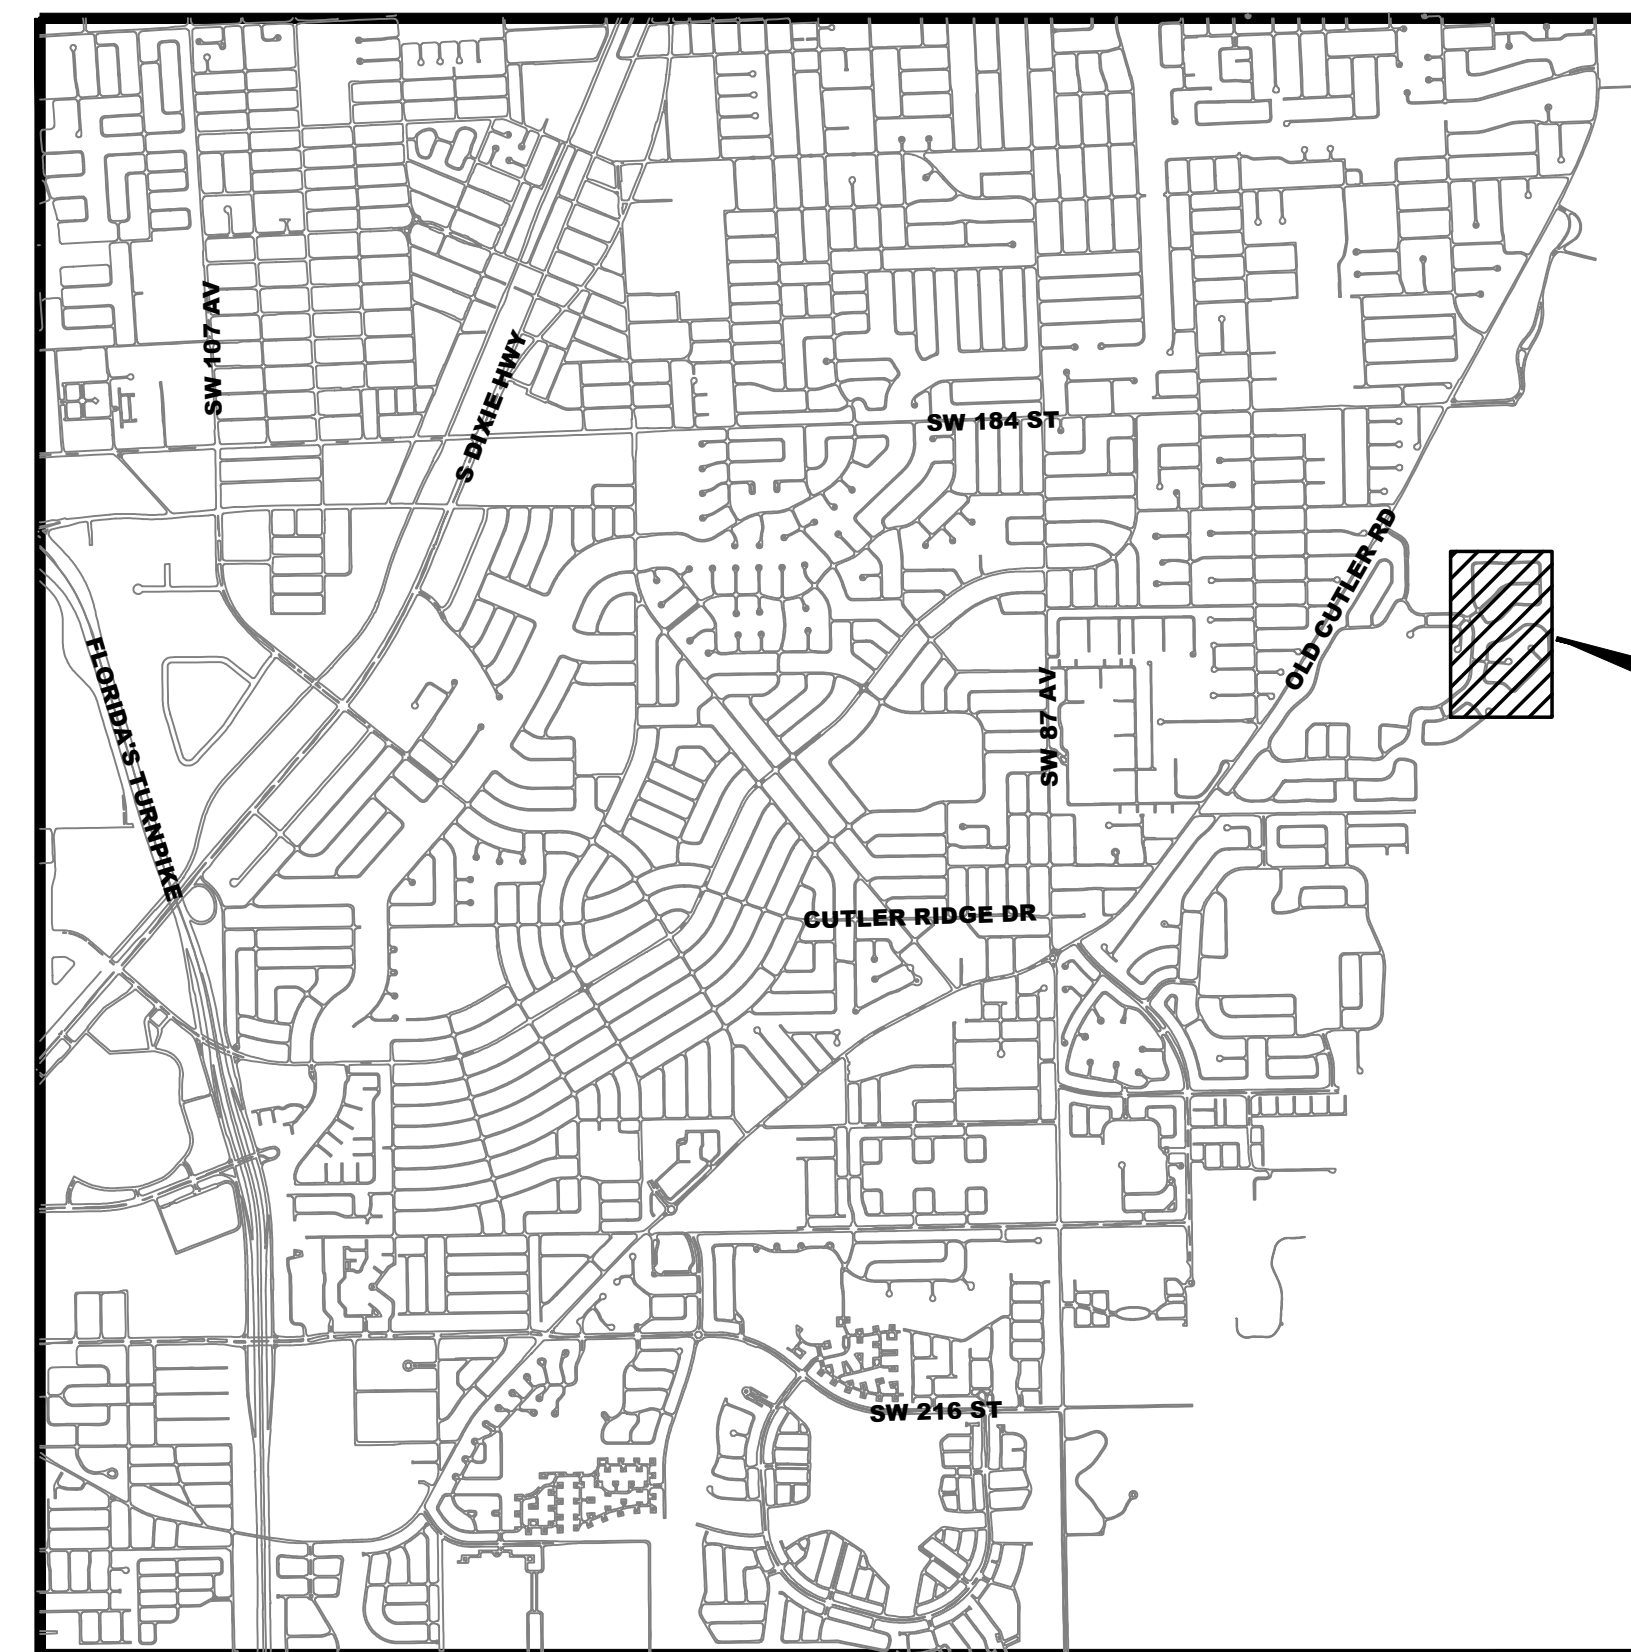 SW 107 AV
S DIXIE HWY
SW 184 ST
OLD CUTLER RD
FLORIDA'S TURNPIKE
SW 87 AV
CUTLER RIDGE DR
SW 216 ST